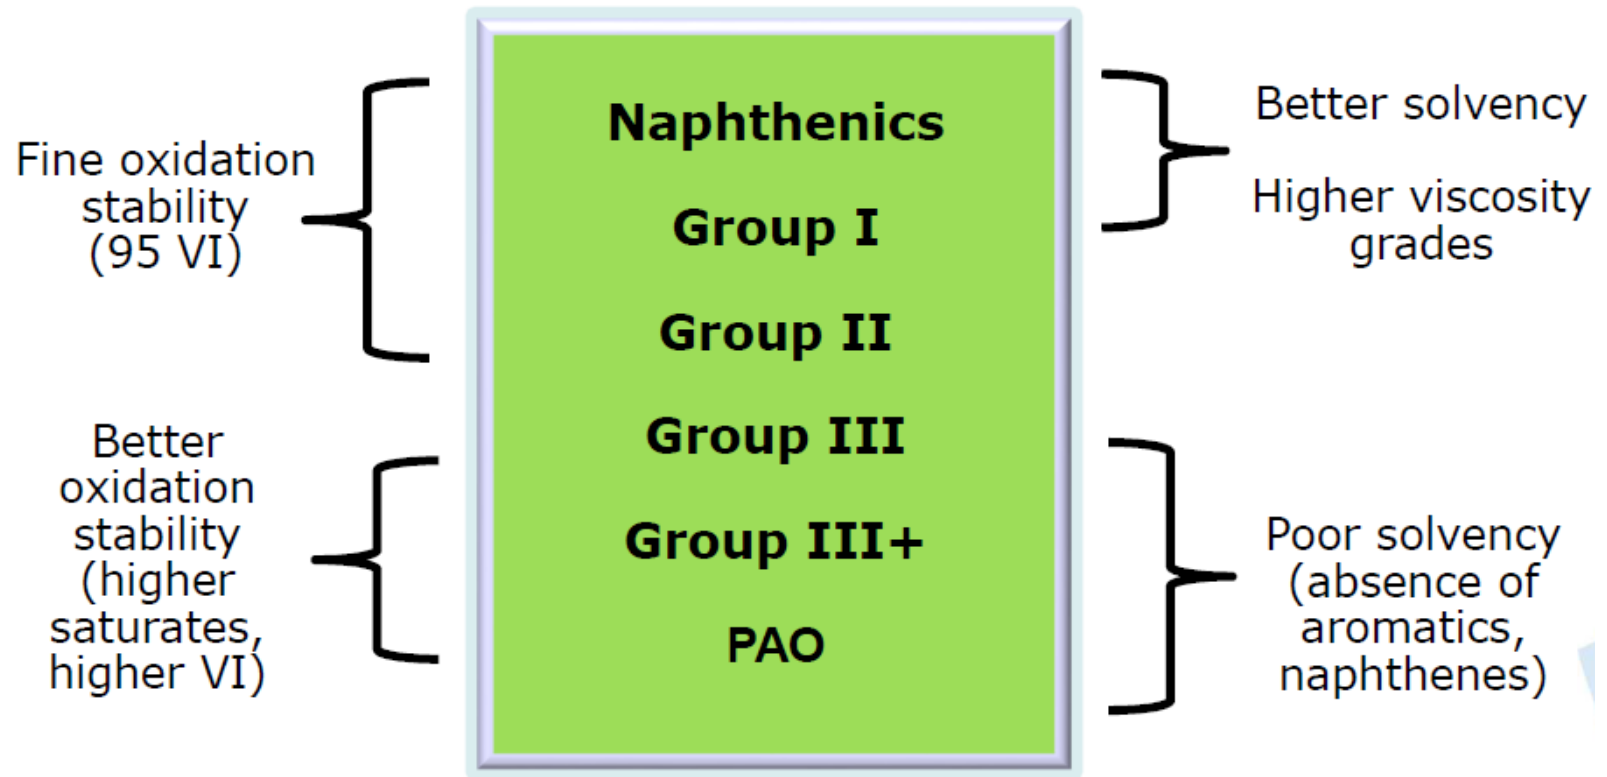 Fine oxidation
stability
(95 VI)
Better
oxidation
stability
(higher
saturates,
higher VI)
Naphthenics
Group I
Group II
Group III
Group III+
PAO
Better solvency
Higher viscosity
grades
Poor solvency
(absence of
aromatics,
naphthenes)